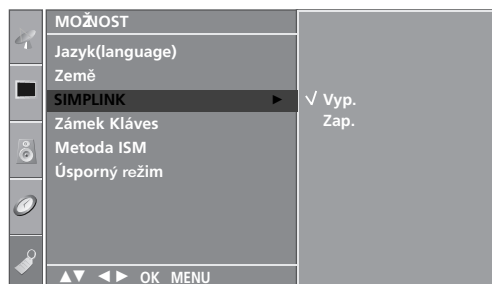 MOŽNOST
Jazyk(language)
Země
SIMPLINK ►
√ Vyp.
Zap.
Zámek Kláves
Metoda ISM
Úsporný režim
▲▼ ◄► OK MENU